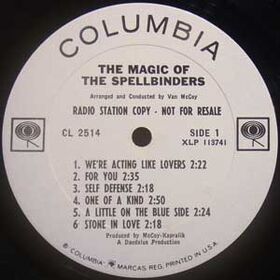 COLUMBIA
THE MAGIC OF
THE SPELLBINDERS
Arranged and Conducted by Van McCoy
RADIO STATION COPY - NOT FOR RESALE
CL 2514
SIDE 1
XLP 113741
1 WE'RE ACTING LIKE LOVERS 2:22
2 FOR YOU 2:35
3 SELF DEFENSE 2:18
4 ONE OF A KIND 2:50
5 A LITTLE ON THE BLUE SIDE 2:24
6 STONE IN LOVE 2:18
Produced by McCoy-Kapralik
A Daedalus Production
® "COLUMBIA" MARCAS REG. PRINTED IN U.S.A.